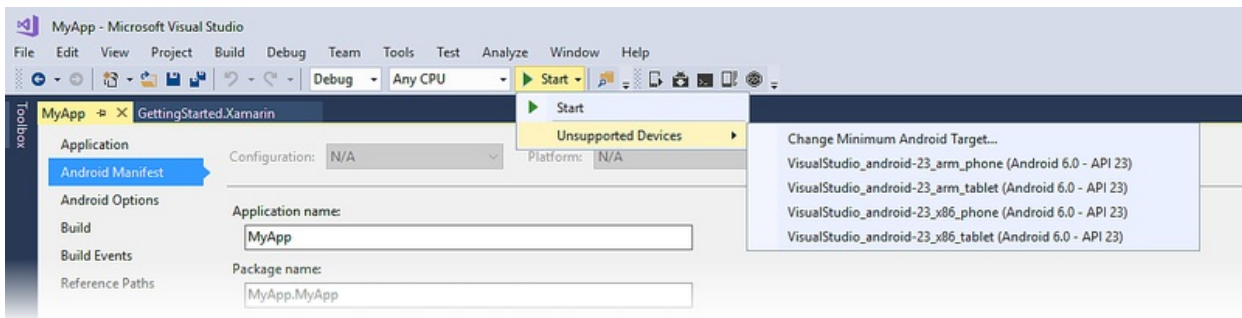 MyApp - Microsoft Visual Studio
File Edit View Project Build Debug Team Tools Test Analyze Window Help
Debug Any CPU Start
Toolbox
MyApp GettingStarted.Xamarin
Start
Unsupported Devices
Change Minimum Android Target...
VisualStudio_android-23_arm_phone (Android 6.0 - API 23)
VisualStudio_android-23_arm_tablet (Android 6.0 - API 23)
VisualStudio_android-23_x86_phone (Android 6.0 - API 23)
VisualStudio_android-23_x86_tablet (Android 6.0 - API 23)
Application
Android Manifest
Android Options
Build
Build Events
Reference Paths
Configuration: N/A Platform: N/A
Application name:
MyApp
Package name:
MyApp.MyApp